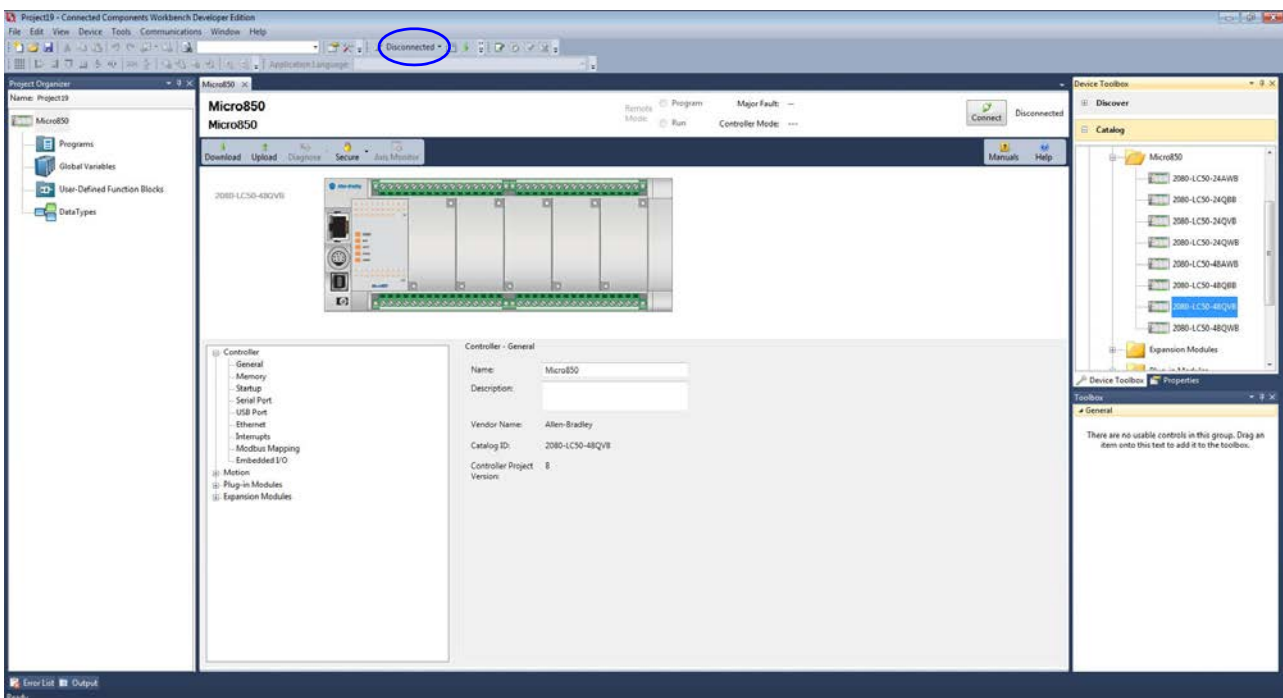 Project19 - Connected Components Workbench Developer Edition
File Edit View Device Tools Communications Window Help
Disconnected
Application Language:
Project Organizer
Name: Project19
Micro850
Programs
Global Variables
User-Defined Function Blocks
DataTypes
Micro850
Micro850
Micro850
Remote Mode:
Program
Run
Major Fault: --
Controller Mode: ---
Connect
Disconnected
Download Upload Diagnose Secure Axis Monitor
Manuals Help
2080-LC50-48QVB
Controller
General
Memory
Startup
Serial Port
USB Port
Ethernet
Interrupts
Modbus Mapping
Embedded I/O
Motion
Plug-in Modules
Expansion Modules
Controller - General
Name: Micro850
Description:
Vendor Name: Allen-Bradley
Catalog ID: 2080-LC50-48QVB
Controller Project Version: 8
Device Toolbox
Discover
Catalog
Micro850
2080-LC50-24AWB
2080-LC50-24QBB
2080-LC50-24QVB
2080-LC50-24QWB
2080-LC50-48AWB
2080-LC50-48QBB
2080-LC50-48QVB
2080-LC50-48QWB
Expansion Modules
Device Toolbox Properties
Toolbox
General
There are no usable controls in this group. Drag an
item onto this text to add it to the toolbox.
Error List Output